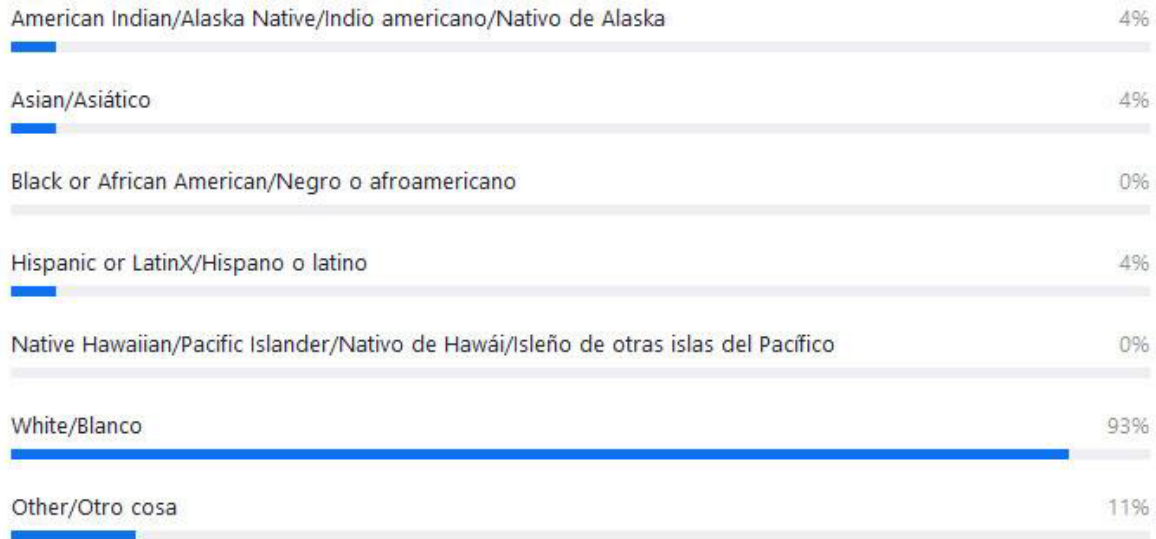 American Indian/Alaska Native/Indio americano/Nativo de Alaska 4%
Asian/Asiático 4%
Black or African American/Negro o afroamericano 0%
Hispanic or LatinX/Hispano o latino 4%
Native Hawaiian/Pacific Islander/Nativo de Hawái/Isleño de otras islas del Pacífico 0%
White/Blanco 93%
Other/Otro cosa 11%